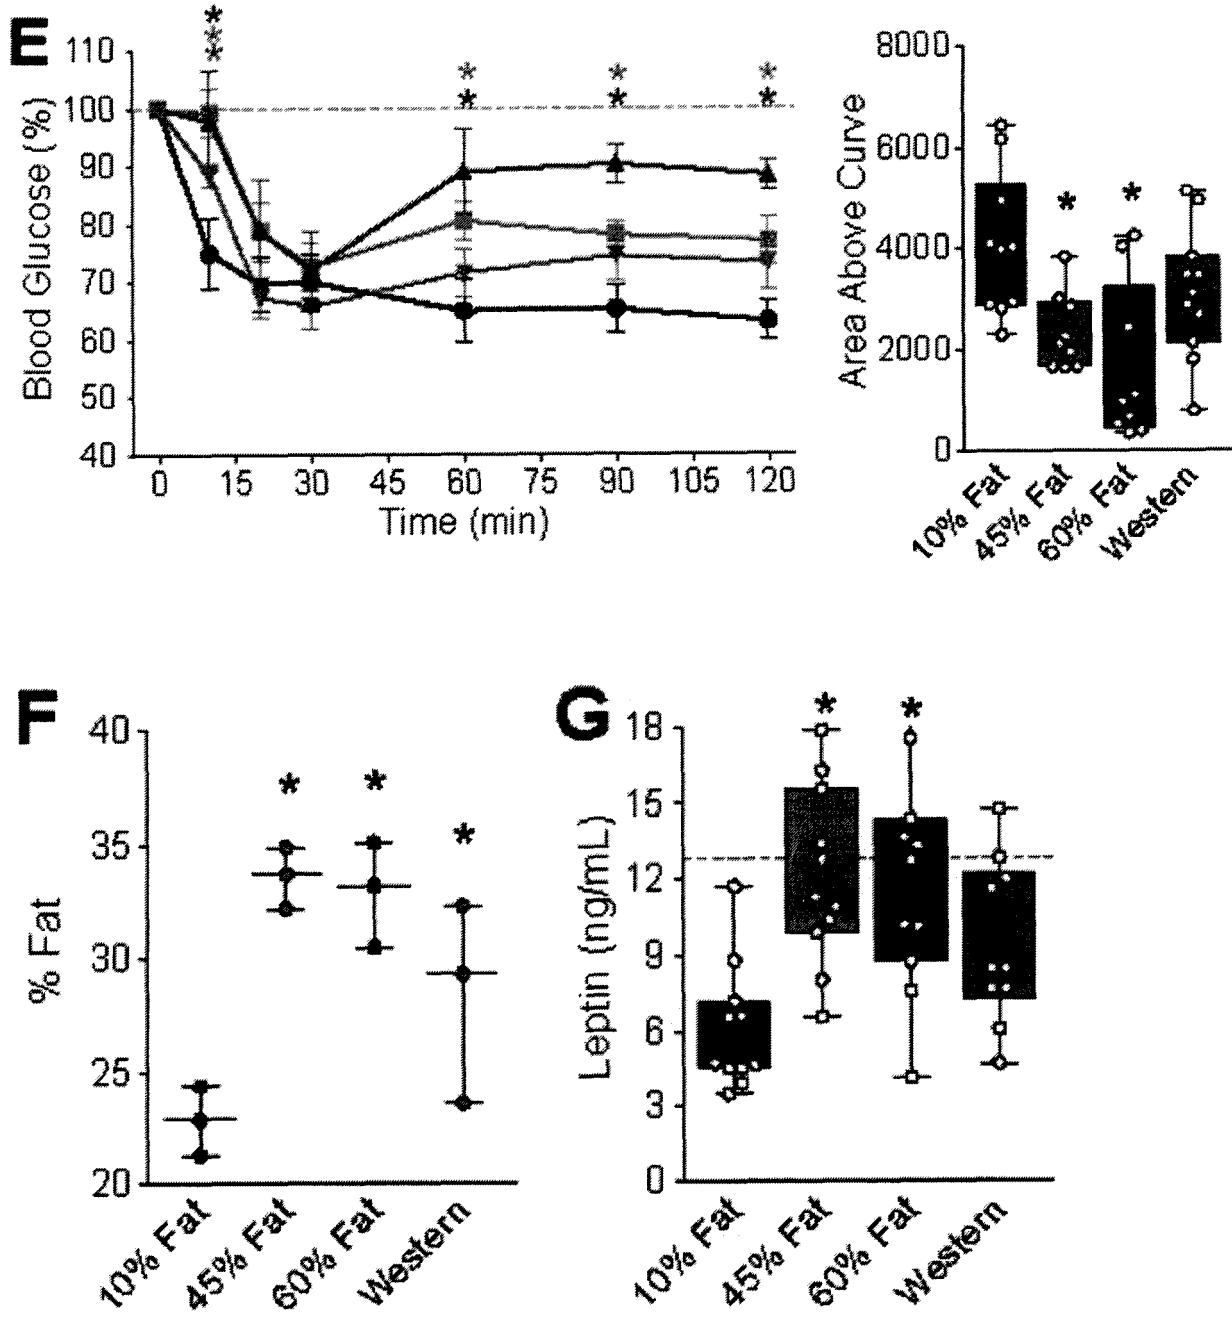 E
*
*
*
* * *
* * *
110
100
90
80
70
60
50
40
Blood Glucose (%)
0 15 30 45 60 75 90 105 120
Time (min)
8000
6000
4000
2000
0
Area Above Curve
* *
10% Fat
45% Fat
60% Fat
Western
F
40
35
30
25
20
% Fat
* * *
10% Fat
45% Fat
60% Fat
Western
G
18
15
12
9
6
3
0
Leptin (ng/mL)
* *
10% Fat
45% Fat
60% Fat
Western